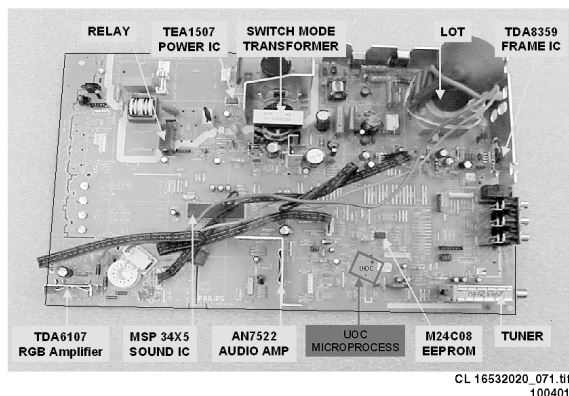 RELAY
TEA1507
POWER IC
SWITCH MODE
TRANSFORMER
LOT
TDA8359
FRAME IC
UOC
PHILIPS
TDA6107
RGB Amplifier
MSP 34X5
SOUND IC
AN7522
AUDIO AMP
UOC
MICROPROCESS
M24C08
EEPROM
TUNER
CL 16532020_071.tif
100401